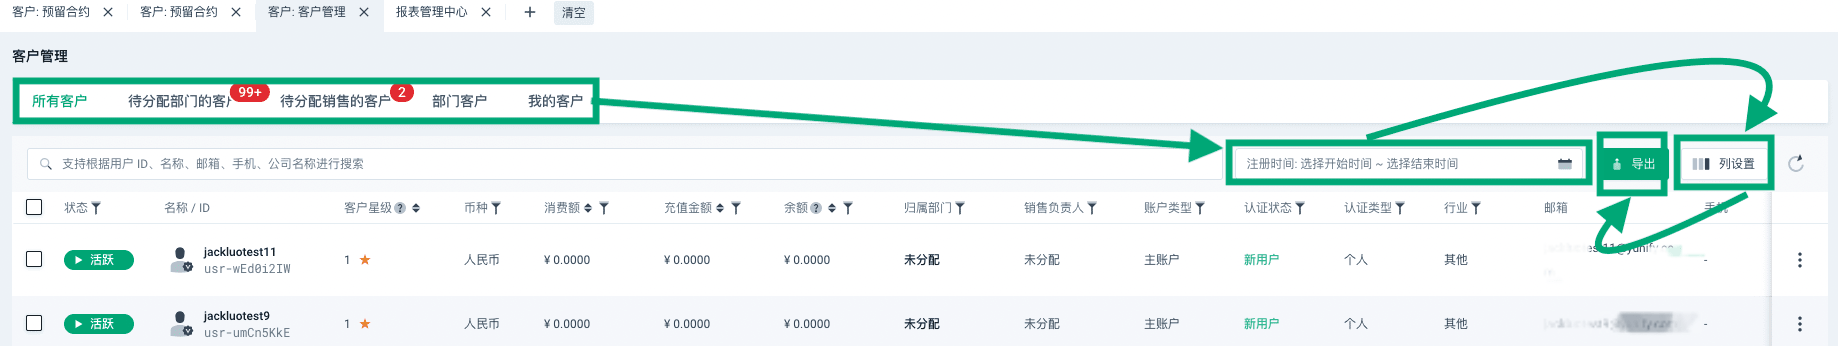 客户: 预留合约 × 客户: 预留合约 × 客户: 客户管理 × 报表管理中心 × + 清空
客户管理
所有客户 待分配部门的客户 99+ 待分配销售的客户 2 部门客户 我的客户
支持根据用户 ID、名称、邮箱、手机、公司名称进行搜索 注册时间: 选择开始时间 ~ 选择结束时间 导出 列设置
状态 名称 / ID 客户星级 ? 币种 消费额 充值金额 余额 ? 归属部门 销售负责人 账户类型 认证状态 认证类型 行业 邮箱 手机
活跃 jackluotest11 1 人民币 ¥ 0.0000 ¥ 0.0000 ¥ 0.0000 未分配 未分配 主账户 新用户 个人 其他 -
usr-wEd0i2IW
活跃 jackluotest9 1 人民币 ¥ 0.0000 ¥ 0.0000 ¥ 0.0000 未分配 未分配 主账户 新用户 个人 其他 -
usr-umCn5KkE